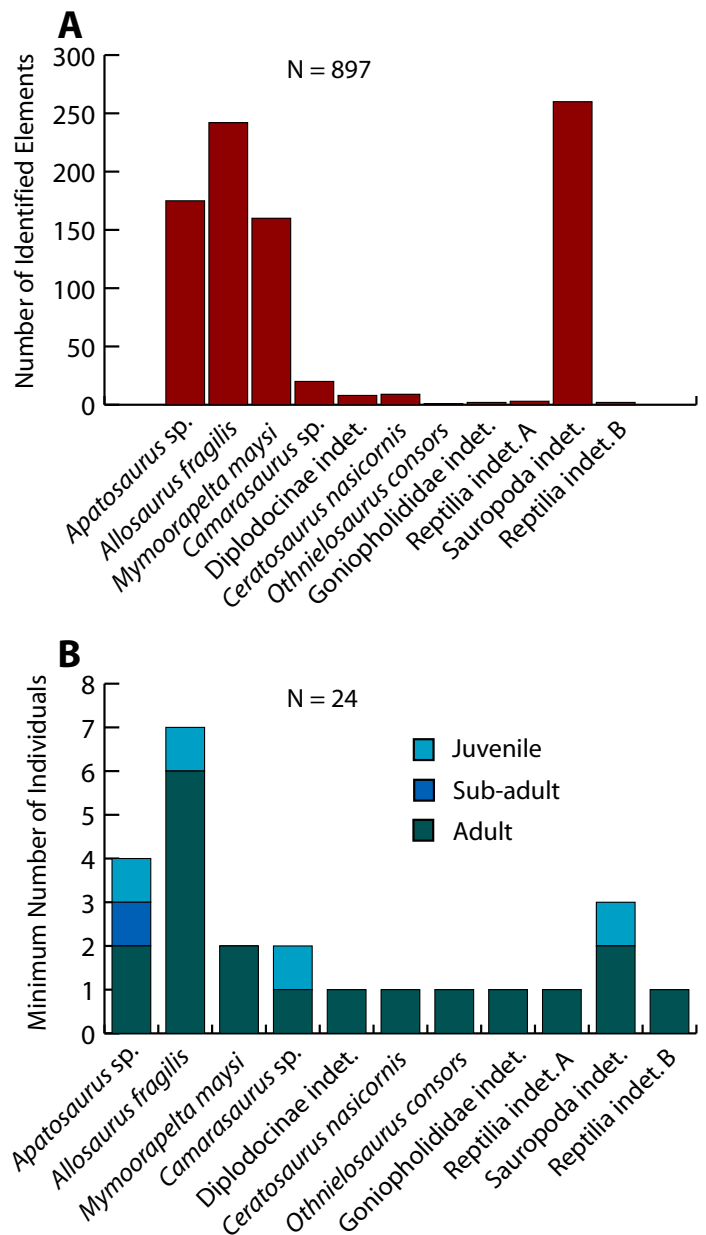 A
N = 897
Number of Identified Elements
300
250
200
150
100
50
0
Apatosaurus sp.
Allosaurus fragilis
Mymoorapelta maysi
Camarasaurus sp.
Diplodocinae indet.
Ceratosaurus nasicornis
Othnielosaurus consors
Goniopholididae indet.
Reptilia indet. A
Sauropoda indet.
Reptilia indet. B
B
N = 24
Minimum Number of Individuals
8
7
6
5
4
3
2
1
0
Juvenile
Sub-adult
Adult
Apatosaurus sp.
Allosaurus fragilis
Mymoorapelta maysi
Camarasaurus sp.
Diplodocinae indet.
Ceratosaurus nasicornis
Othnielosaurus consors
Goniopholididae indet.
Reptilia indet. A
Sauropoda indet.
Reptilia indet. B